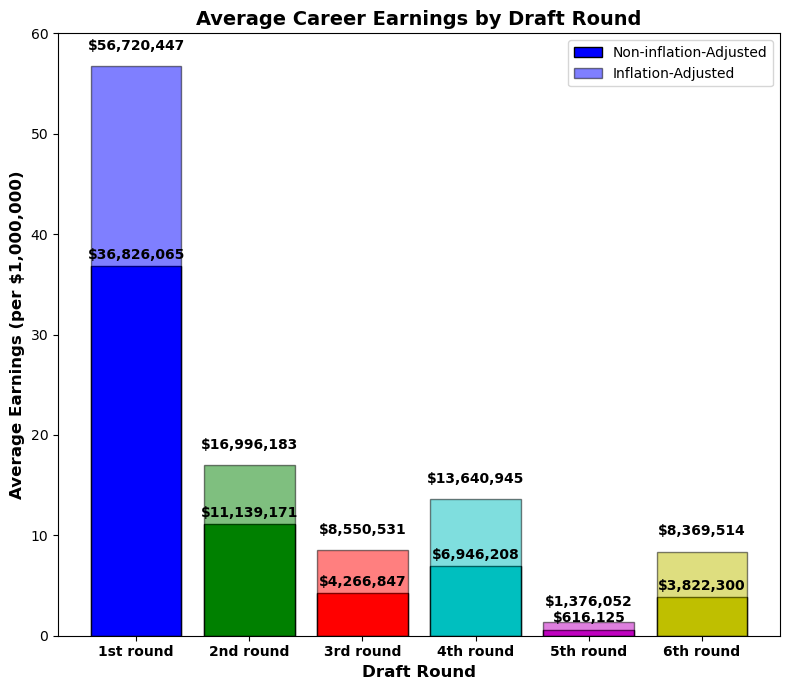 Average Career Earnings by Draft Round
Average Earnings (per $1,000,000)
60
50
40
30
20
10
0
Non-inflation-Adjusted
Inflation-Adjusted
$56,720,447
$36,826,065
$16,996,183
$11,139,171
$8,550,531
$4,266,847
$13,640,945
$6,946,208
$1,376,052
$616,125
$8,369,514
$3,822,300
1st round
2nd round
3rd round
4th round
5th round
6th round
Draft Round